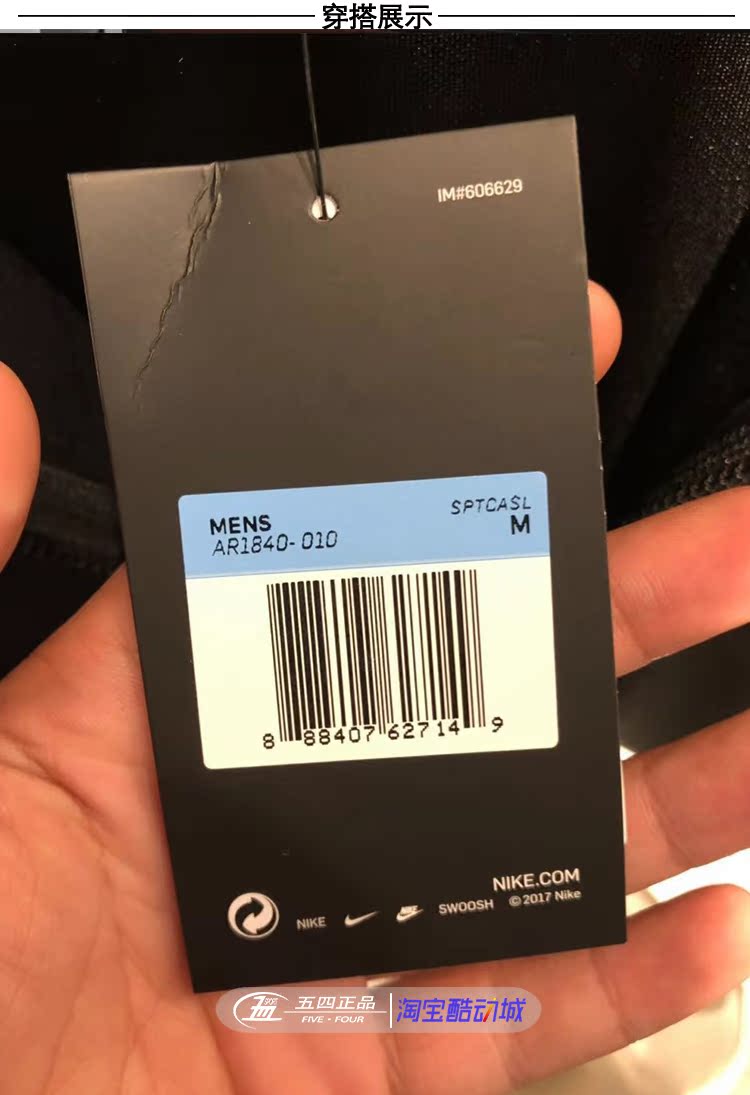 穿搭展示
IM#606629
MENS
SPTCASL
AR1840-010
M
8 88407 62714 9
NIKE.COM
NIKE
SWOOSH
©2017 Nike
五四正品
FIVE·FOUR
淘宝酷动城